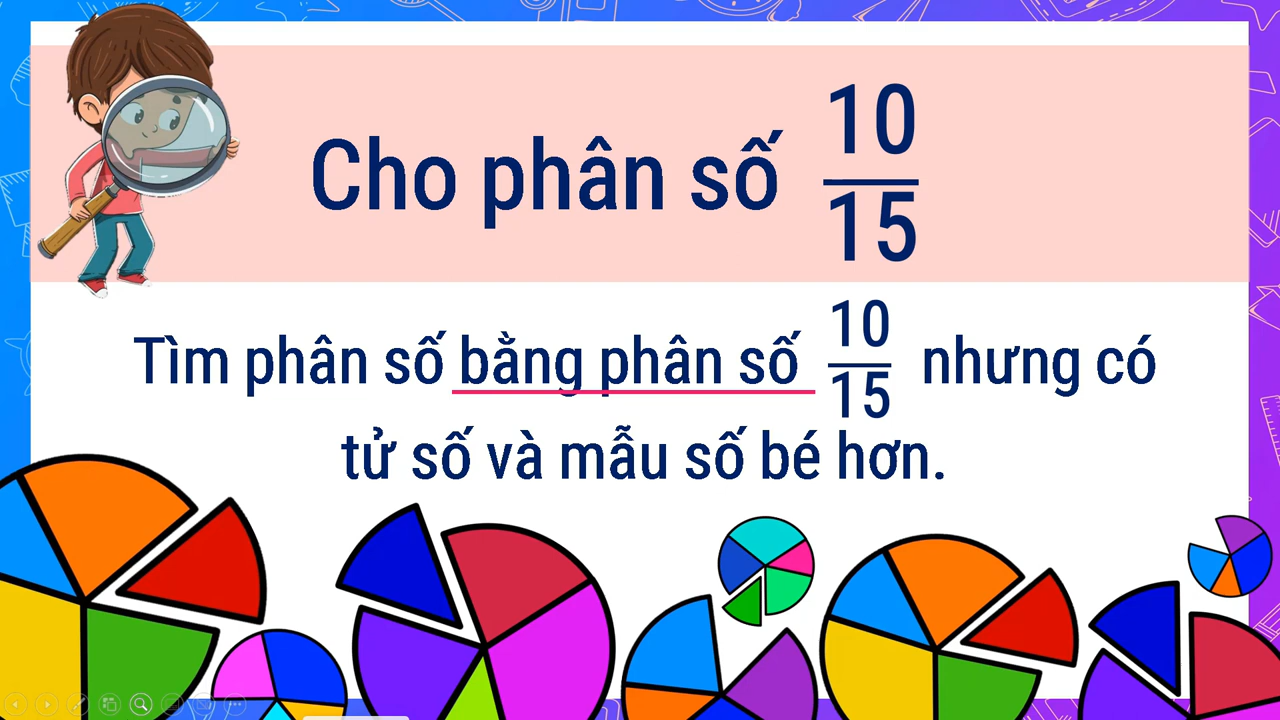 Cho phân số 10/15
Tìm phân số bằng phân số 10/15 nhưng có
tử số và mẫu số bé hơn.